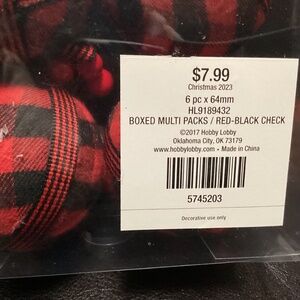 $7.99
Christmas 2023
6 pc x 64mm
HL9189432
BOXED MULTI PACKS / RED-BLACK CHECK
©2017 Hobby Lobby
Oklahoma City, OK 73179
www.hobbylobby.com • Made in China
5745203
Decorative use only